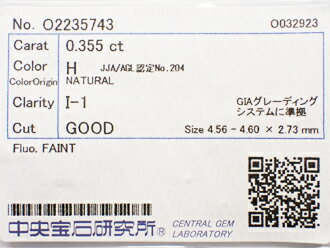 No. O2235743 O032923
Carat 0.355 ct
Color H JJA/AGL認定No.204
ColorOrigin NATURAL
Clarity I-1 GIAグレーディング
システムに準拠
Cut GOOD Size 4.56 - 4.60 × 2.73 mm
Fluo. FAINT
中央宝石研究所® CENTRAL GEM
LABORATORY